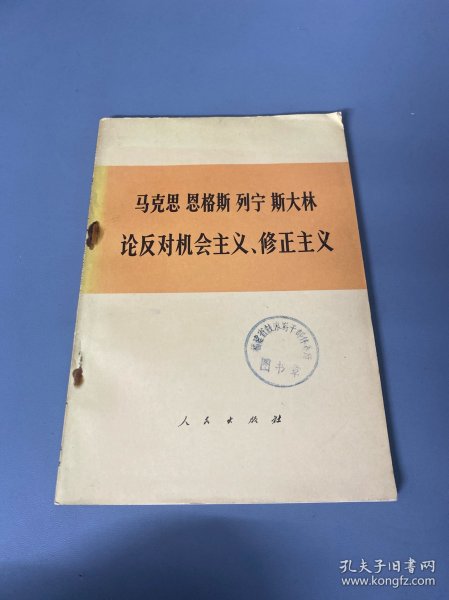 马克思 恩格斯 列宁 斯大林
论反对机会主义、修正主义
图书章
人民出版社
孔夫子旧书网
www.kongfz.com